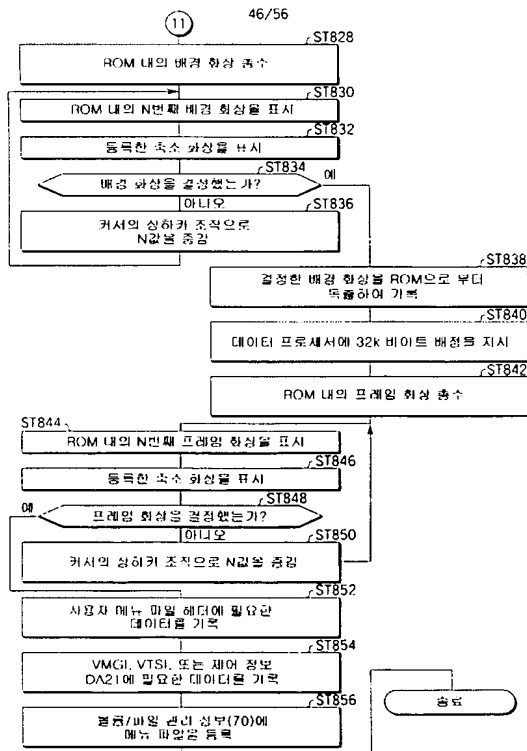 46/56
11
ST828
ROM 내의 배경 화상 총수
ST830
ROM 내의 N번째 배경 화상을 표시
ST832
등록한 축소 화상을 표시
ST834
배경 화상을 결정했는가?
예
아니오
ST836
커서의 상하키 조작으로
N값을 증감
ST838
결정한 배경 화상을 ROM으로 부터
독출하여 기록
ST840
데이터 프로세서에 32k 바이트 배정을 지시
ST842
ROM 내의 프레임 화상 총수
ST844
ROM 내의 N번째 프레임 화상을 표시
ST846
등록한 축소 화상을 표시
ST848
예
프레임 화상을 결정했는가?
아니오
ST850
커서의 상하키 조작으로 N값을 증감
ST852
사용자 메뉴 파일 헤더에 필요한
데이터를 기록
ST854
VMGI, VTSI, 또는 제어 정보
DA21에 필요한 데이터를 기록
ST856
볼륨/파일 관리 정보(70)에
메뉴 파일을 등록
종료